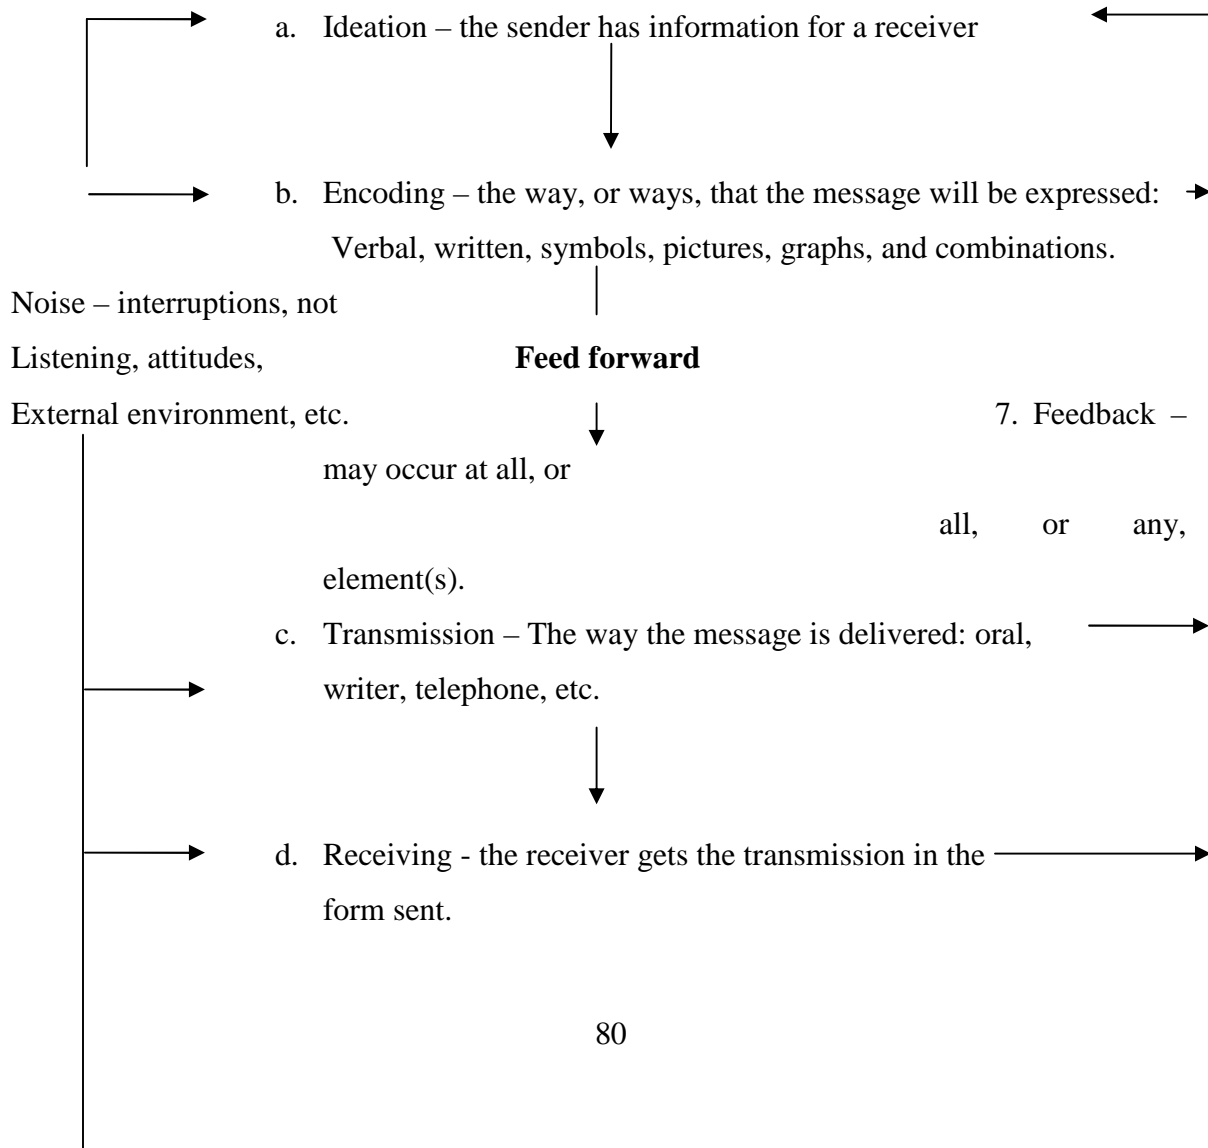 a. Ideation – the sender has information for a receiver
b. Encoding – the way, or ways, that the message will be expressed:
Verbal, written, symbols, pictures, graphs, and combinations.
Noise – interruptions, not
Listening, attitudes, Feed forward
External environment, etc. 7. Feedback –
may occur at all, or
all, or any,
element(s).
c. Transmission – The way the message is delivered: oral,
writer, telephone, etc.
d. Receiving - the receiver gets the transmission in the
form sent.
80